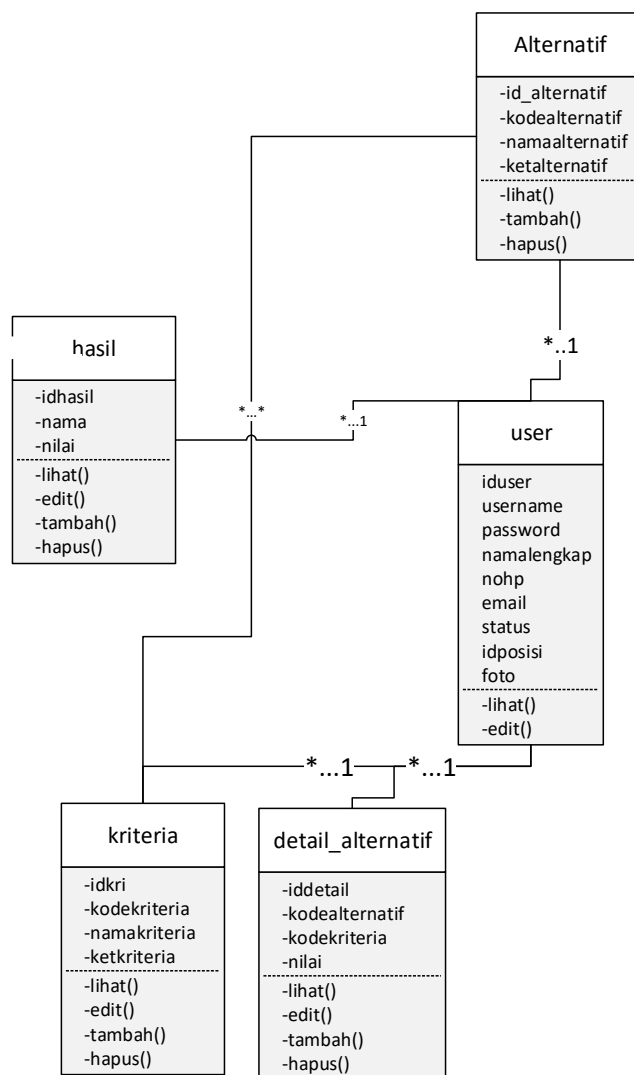 Alternatif
-id_alternatif
-kodealternatif
-namaalternatif
-ketalternatif
-lihat()
-tambah()
-hapus()
*..1
hasil
-idhasil
-nama
-nilai
-lihat()
-edit()
-tambah()
-hapus()
*...*
*...1
user
iduser
username
password
namalengkap
nohp
email
status
idposisi
foto
-lihat()
-edit()
*...1
*...1
kriteria
-idkri
-kodekriteria
-namakriteria
-ketkriteria
-lihat()
-edit()
-tambah()
-hapus()
detail_alternatif
-iddetail
-kodealternatif
-kodekriteria
-nilai
-lihat()
-edit()
-tambah()
-hapus()